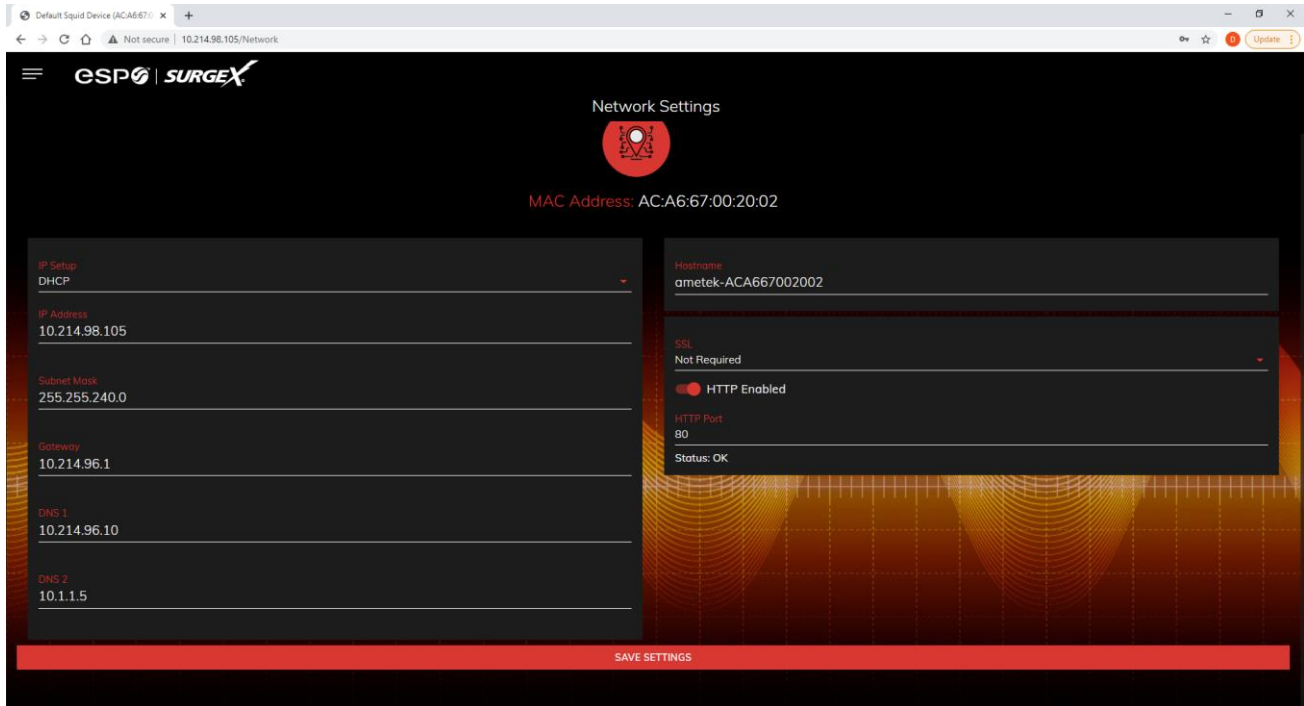 Default Squid Device (AC:A6:67:0
Not secure | 10.214.98.105/Network
D Update
ESP | SURGEX
Network Settings
MAC Address: AC:A6:67:00:20:02
IP Setup
DHCP
IP Address
10.214.98.105
Subnet Mask
255.255.240.0
Gateway
10.214.96.1
DNS 1
10.214.96.10
DNS 2
10.1.1.5
Hostname
ametek-ACA667002002
SSL
Not Required
HTTP Enabled
HTTP Port
80
Status: OK
SAVE SETTINGS